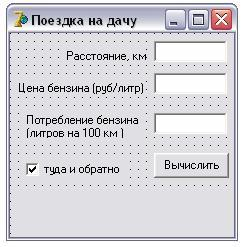 Поездка на дачу
Расстояние, км
Цена бензина (руб/литр)
Потребление бензина
(литров на 100 км )
туда и обратно
Вычислить